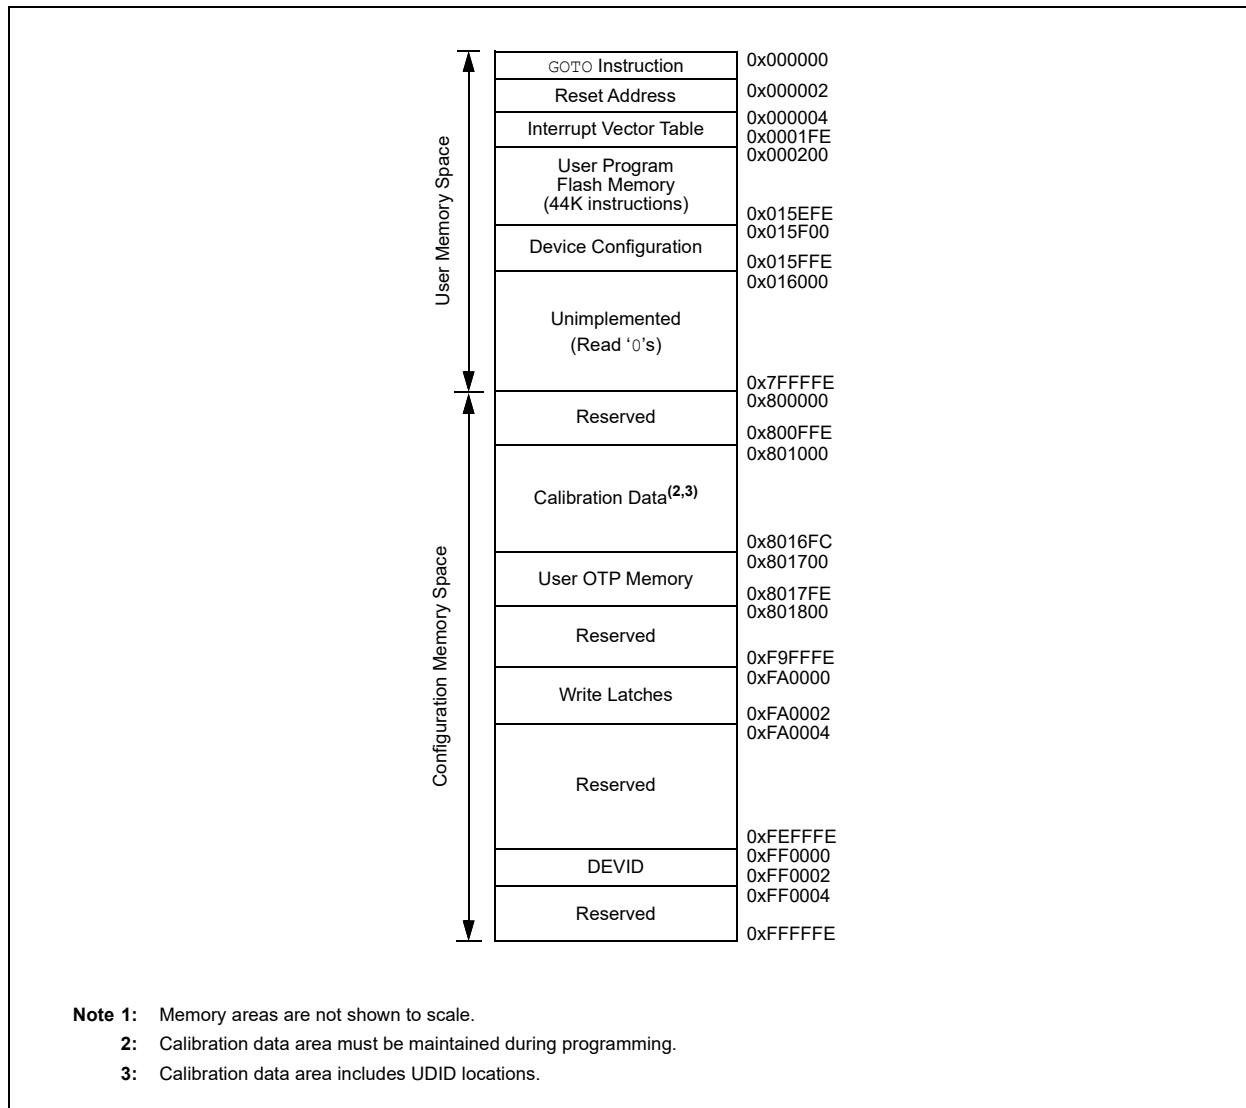 GOTO Instruction
0x000000
Reset Address
0x000002
Interrupt Vector Table
0x000004
0x0001FE
User Program
Flash Memory
(44K instructions)
0x000200
0x015EFE
Device Configuration
0x015F00
0x015FFE
Unimplemented
(Read ‘0’s)
0x016000
0x7FFFFE
User Memory Space
Reserved
0x800000
0x800FFE
Calibration Data(2,3)
0x801000
0x8016FC
User OTP Memory
0x801700
0x8017FE
Reserved
0x801800
0xF9FFFE
Write Latches
0xFA0000
0xFA0002
Reserved
0xFA0004
0xFEFFFE
DEVID
0xFF0000
0xFF0002
Reserved
0xFF0004
0xFFFFFE
Configuration Memory Space
Note 1: Memory areas are not shown to scale.
2: Calibration data area must be maintained during programming.
3: Calibration data area includes UDID locations.